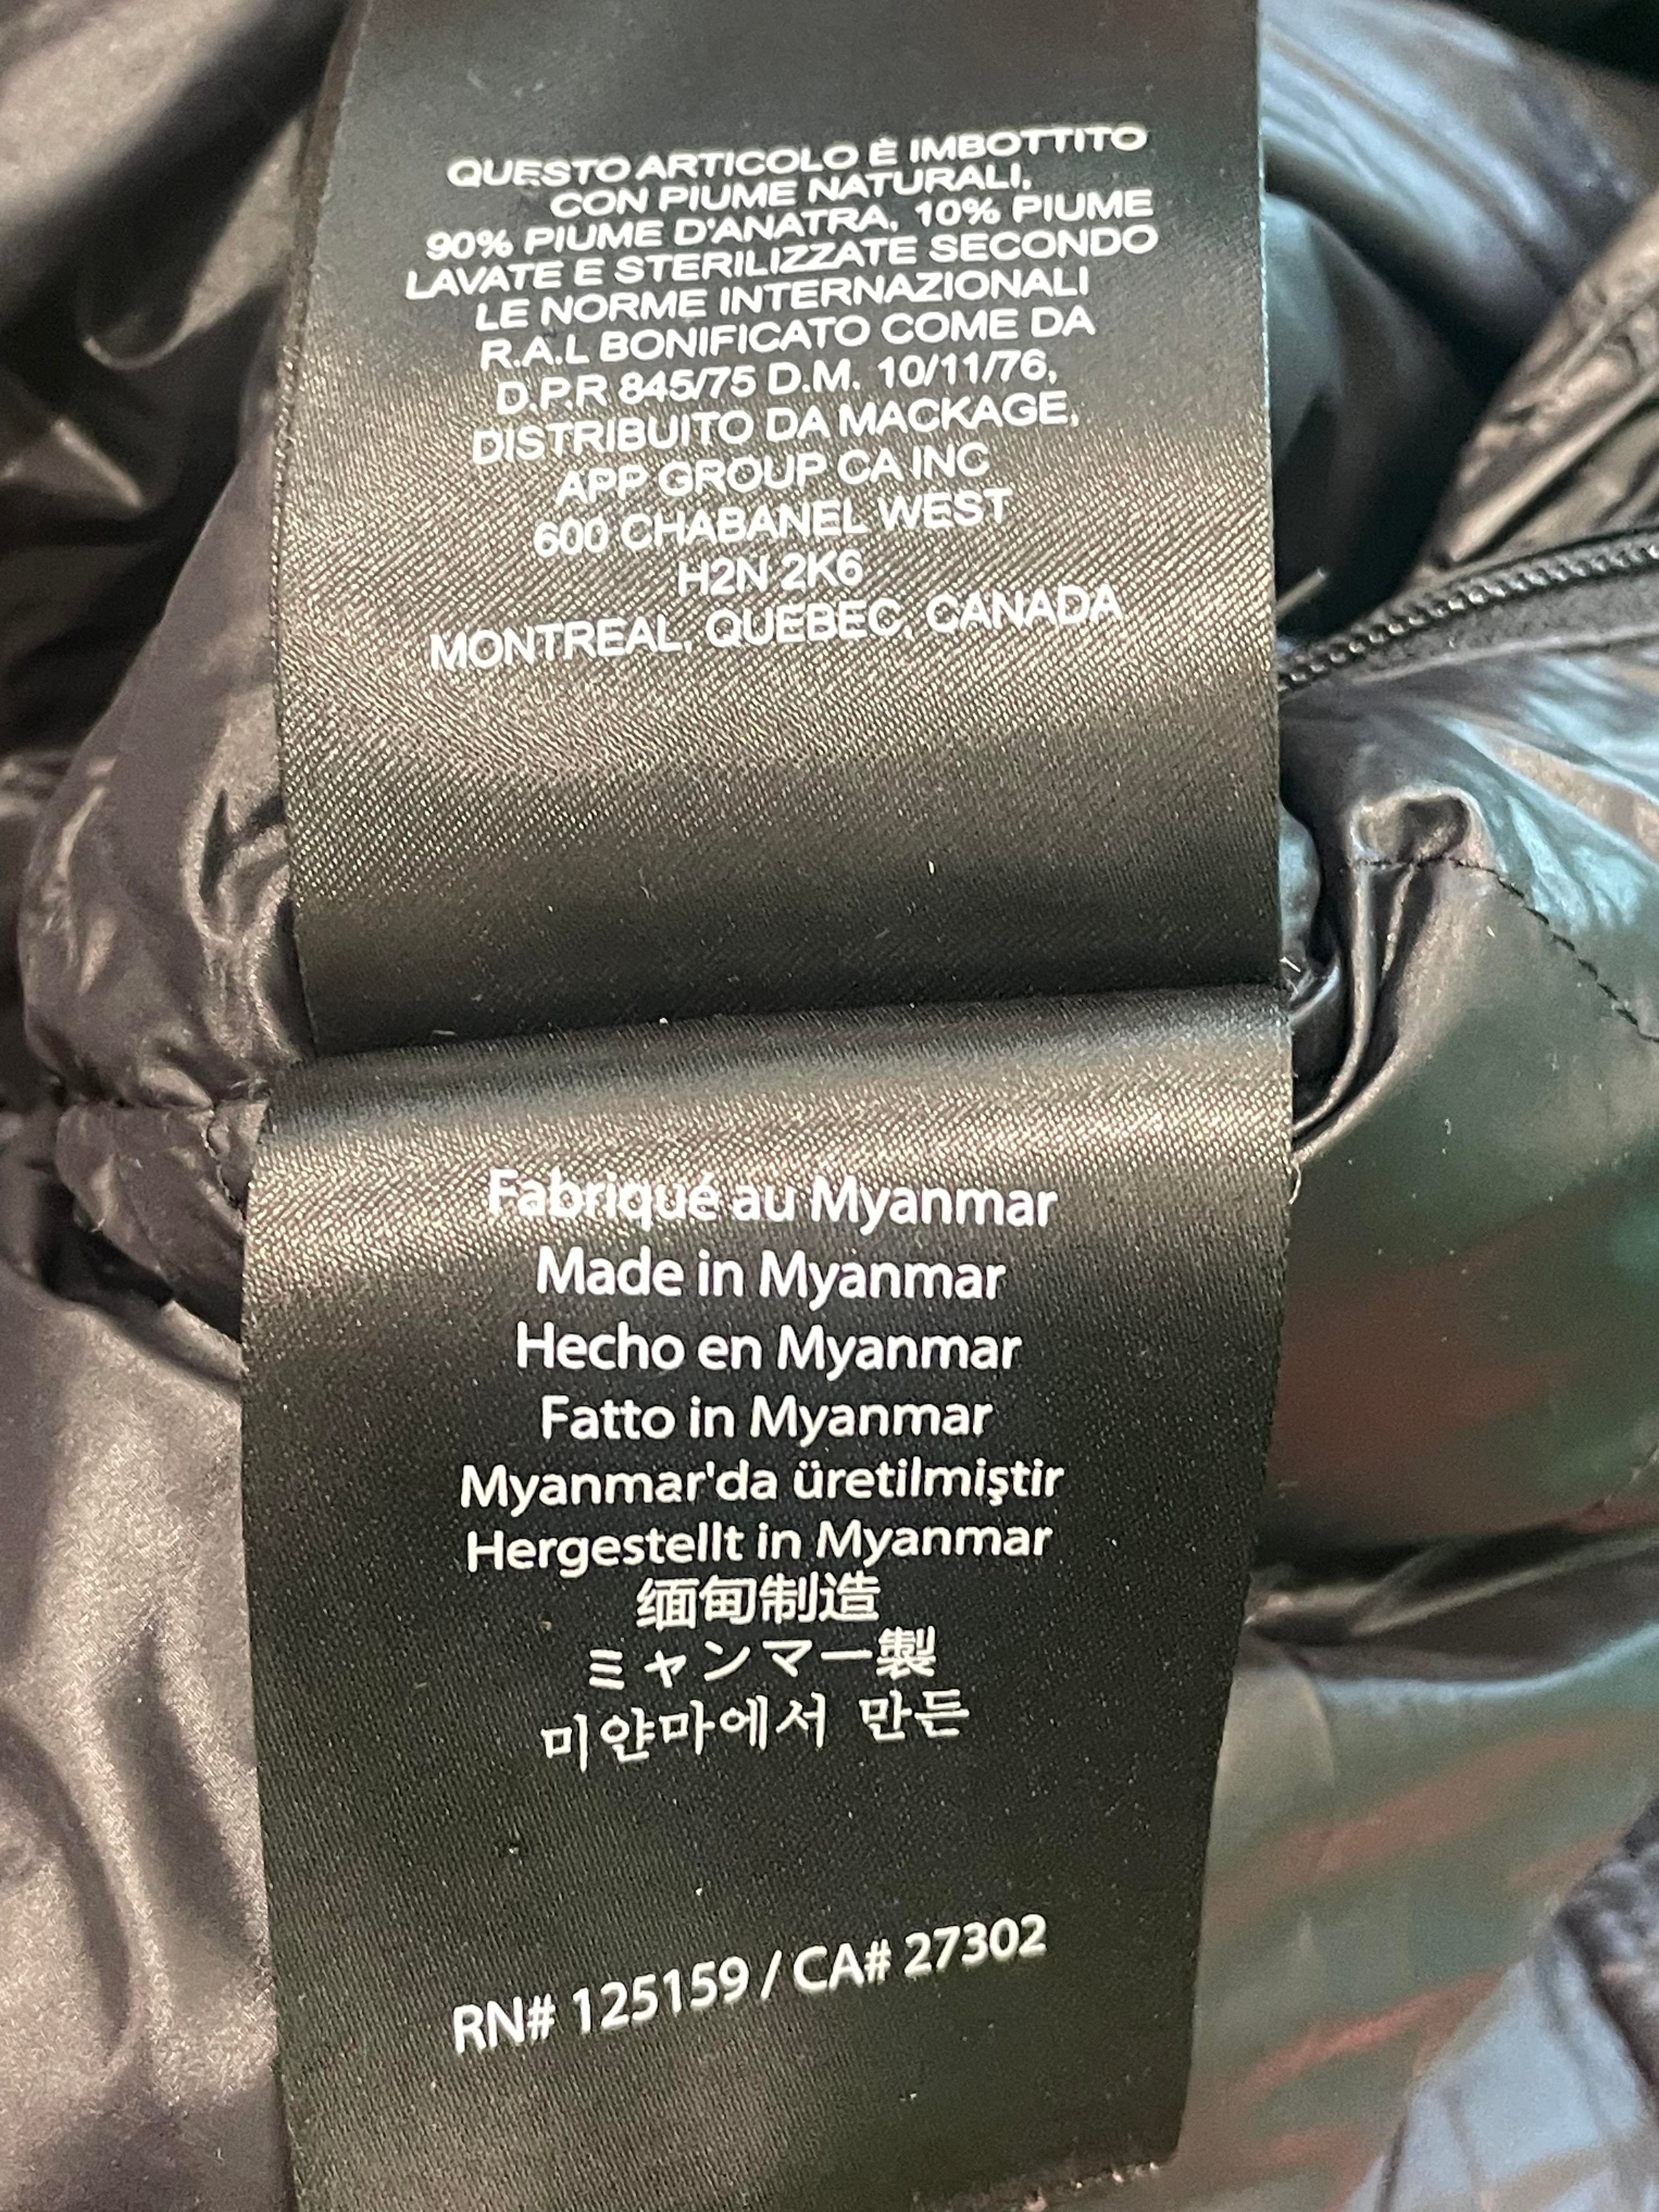 QUESTO ARTICOLO È IMBOTTITO
CON PIUME NATURALI.
90% PIUME D'ANATRA, 10% PIUME
LAVATE E STERILIZZATE SECONDO
LE NORME INTERNAZIONALI
R.A.L BONIFICATO COME DA
D.P.R 845/75 D.M. 10/11/76,
DISTRIBUITO DA MACKAGE,
APP GROUP CA INC
600 CHABANEL WEST
H2N 2K6
MONTREAL, QUEBEC, CANADA
Fabriqué au Myanmar
Made in Myanmar
Hecho en Myanmar
Fatto in Myanmar
Myanmar'da üretilmiştir
Hergestellt in Myanmar
缅甸制造
ミャンマー製
미얀마에서 만든
RN# 125159 / CA# 27302